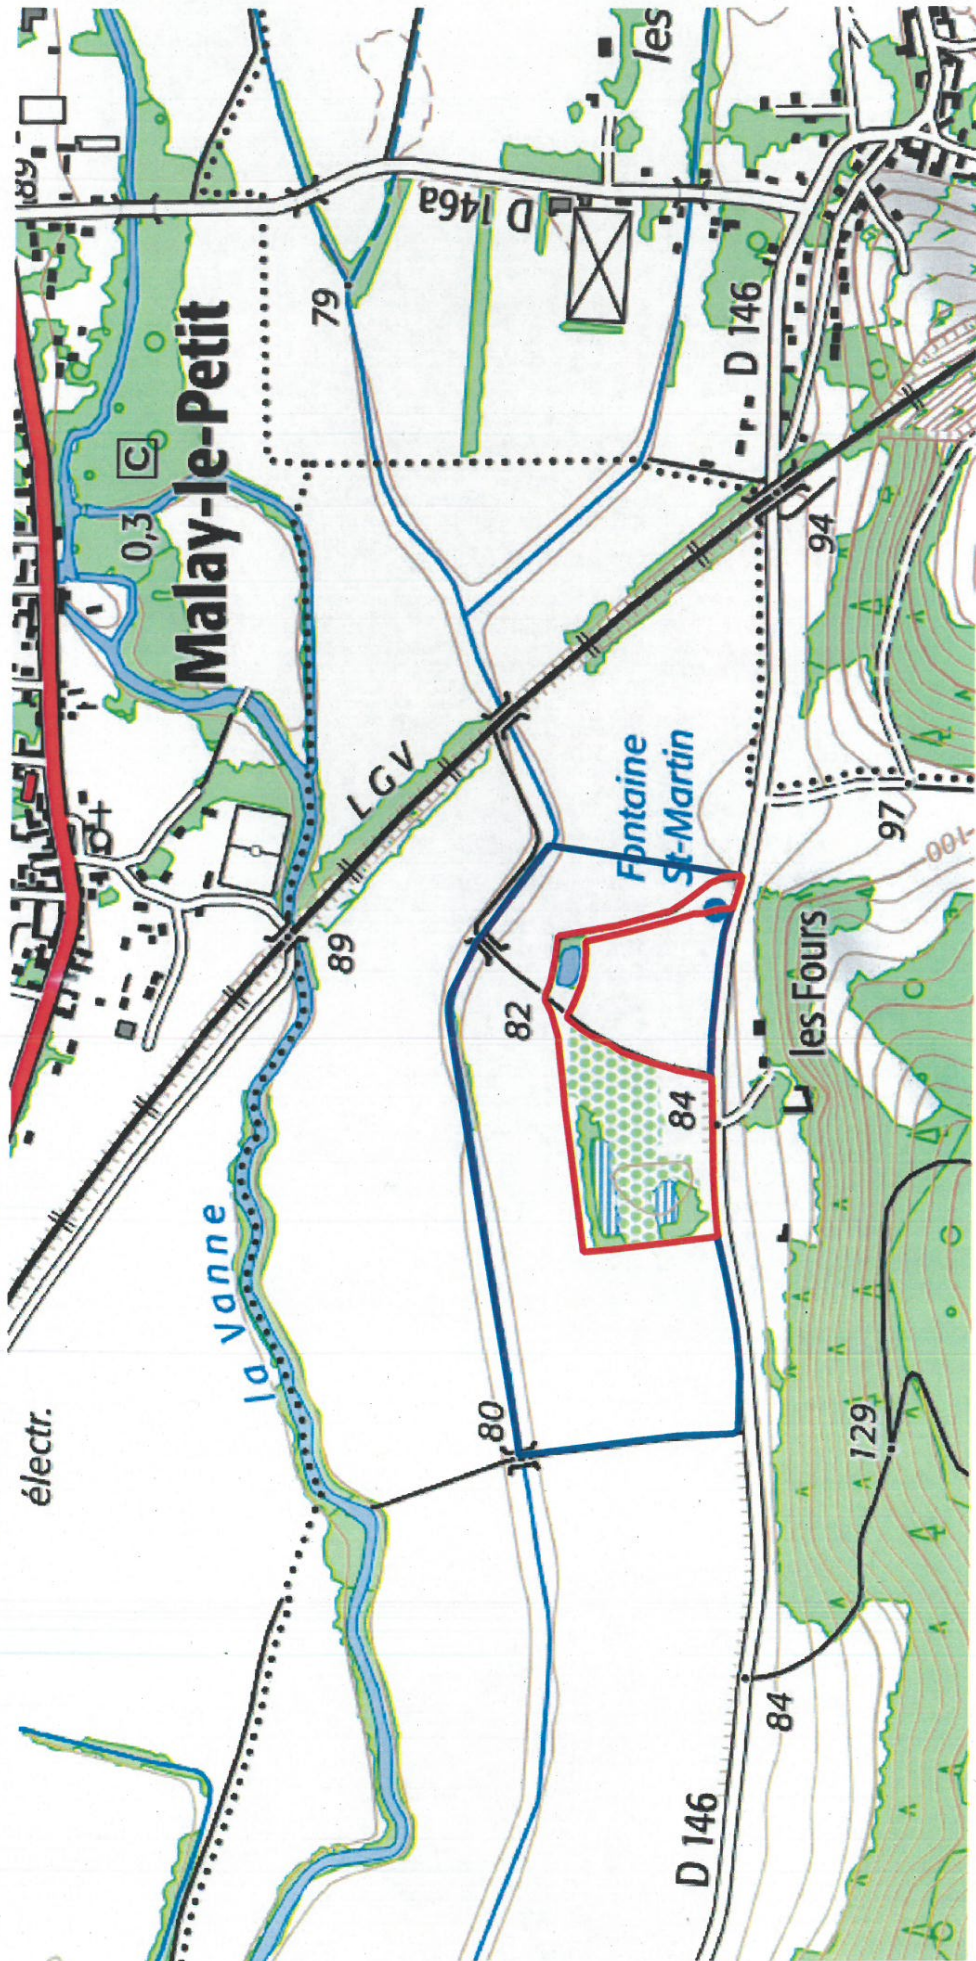 électr.
la Vanne
80
D 146
84
129
84
82
89
les Fours
Fontaine
St-Martin
97
100
94
L G V
Malay-le-Petit
0,3
C
79
D 146
D
146a
les
89